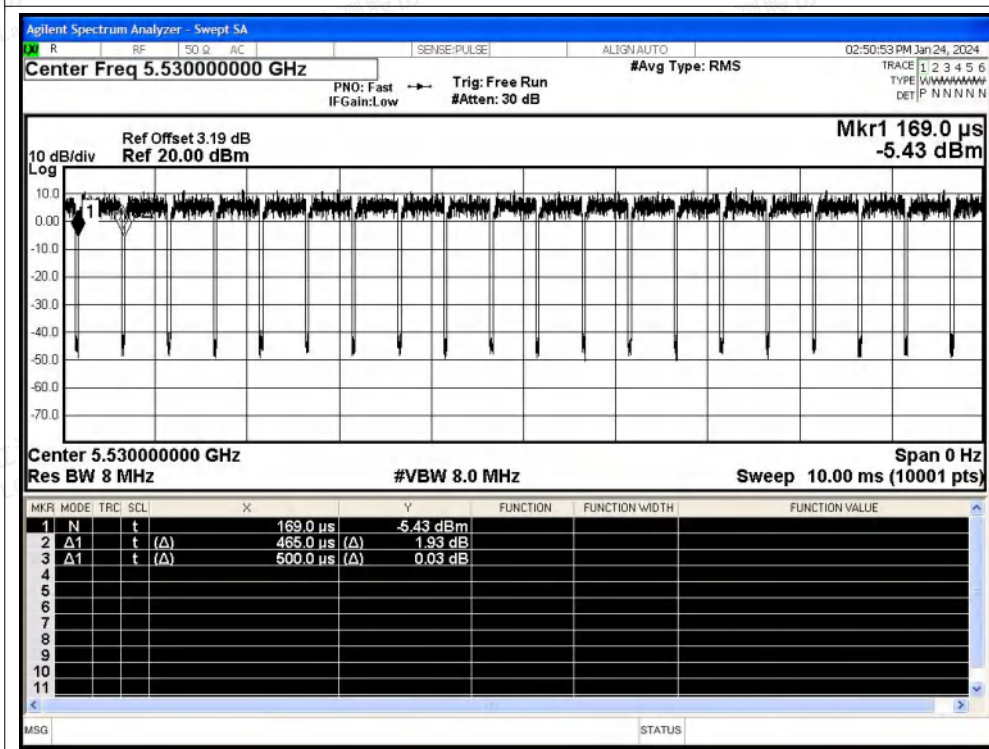 Agilent Spectrum Analyzer - Swept SA
R RF 50 Ω AC SENSE:PULSE ALIGN AUTO 02:50:53 PM Jan 24, 2024
Center Freq 5.530000000 GHz #Avg Type: RMS TRACE 1 2 3 4 5 6
PNO: Fast Trig: Free Run TYPE
IFGain:Low #Atten: 30 dB DET P N N N N N
Mkr1 169.0 µs
Ref Offset 3.19 dB
10 dB/div Ref 20.00 dBm -5.43 dBm
Log
10.0
1
0.00
-10.0
-20.0
-30.0
-40.0
-50.0
-60.0
-70.0
Center 5.530000000 GHz Span 0 Hz
Res BW 8 MHz #VBW 8.0 MHz Sweep 10.00 ms (10001 pts)
MKR MODE TRC SCL X Y FUNCTION FUNCTION WIDTH FUNCTION VALUE
1 N t 169.0 µs -5.43 dBm
2 Δ1 t (Δ) 465.0 µs (Δ) 1.93 dB
3 Δ1 t (Δ) 500.0 µs (Δ) 0.03 dB
4
5
6
7
8
9
10
11
MSG STATUS